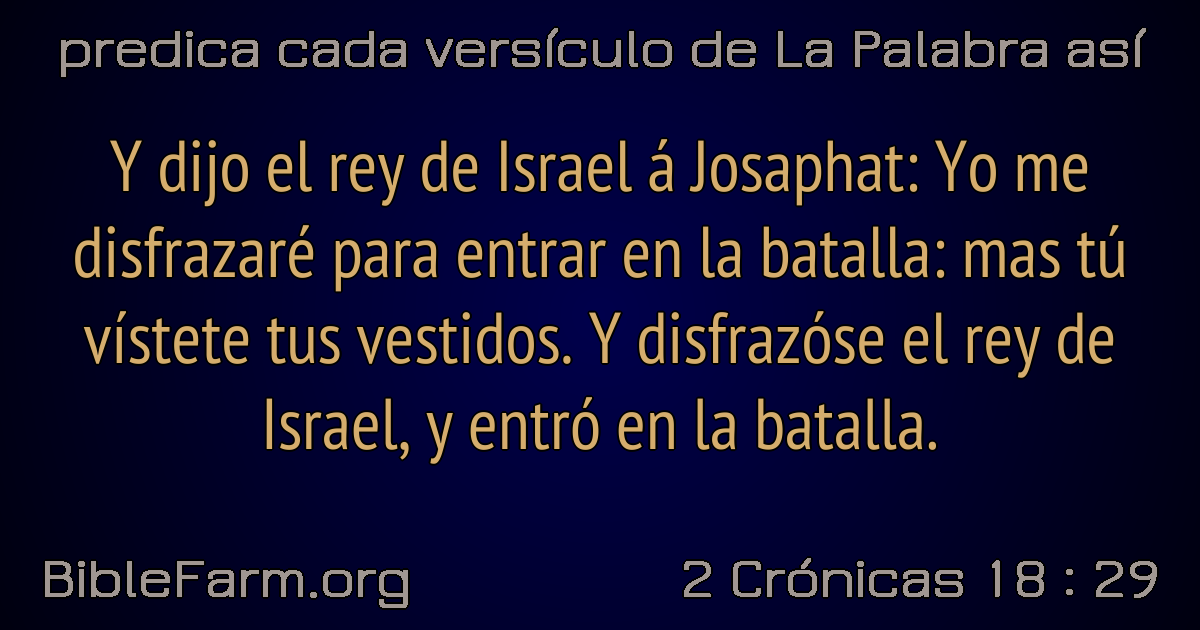 predica cada versículo de La Palabra así
Y dijo el rey de Israel á Josaphat: Yo me
disfrazaré para entrar en la batalla: mas tú
vístete tus vestidos. Y disfrazóse el rey de
Israel, y entró en la batalla.
BibleFarm.org
2 Crónicas 18 : 29